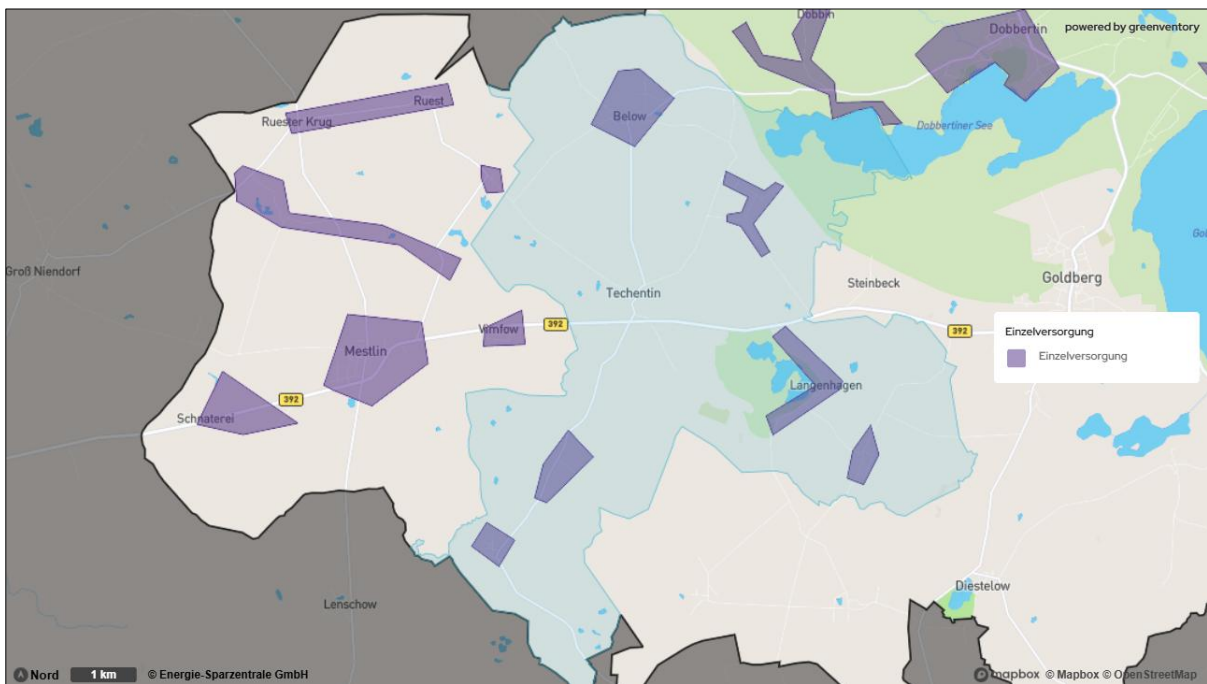 Dobbin
Dobbertin
powered by greenventory
Ruest
Ruester Krug
Below
Dobbertiner See
Groß Niendorf
Techentin
Steinbeck
Goldberg
Vimfow
392
392
Einzelversorgung
Einzelversorgung
Mestlin
Langenhagen
392
Schnaterei
Diestelow
Lenschow
Nord
1 km
© Energie-Sparzentrale GmbH
mapbox © Mapbox © OpenStreetMap